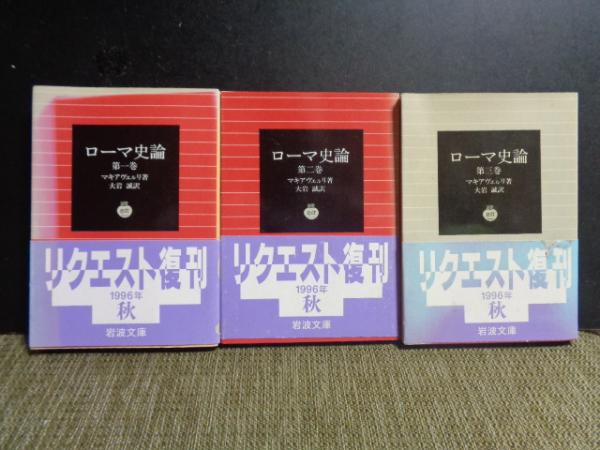 ローマ史論
第一巻
マキアヴェルリ著
大岩 誠訳
リクエスト復刊
1996年
秋
岩波文庫
ローマ史論
第二巻
マキアヴェルリ著
大岩 誠訳
リクエスト復刊
1996年
秋
岩波文庫
ローマ史論
第三巻
マキアヴェルリ著
大岩 誠訳
リクエスト復刊
1996年
秋
岩波文庫